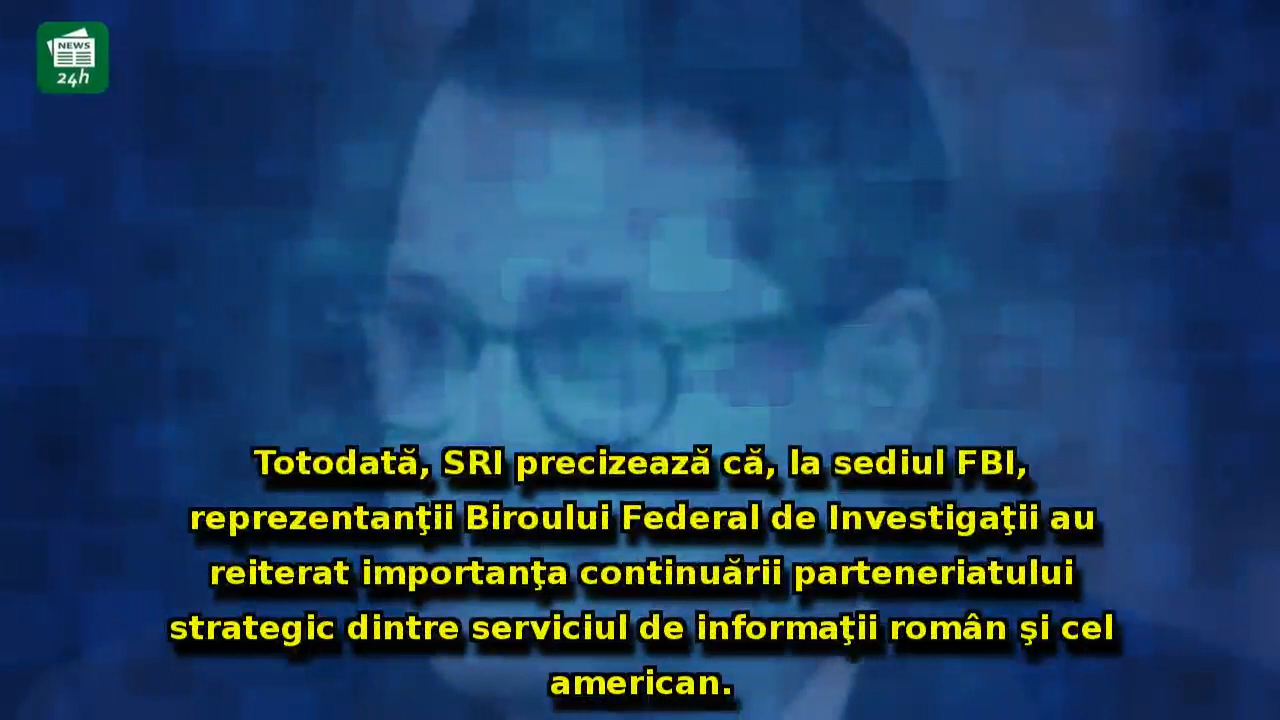 NEWS
24h
Totodată, SRI precizează că, la sediul FBI,
reprezentanţii Biroului Federal de Investigaţii au
reiterat importanţa continuării parteneriatului
strategic dintre serviciul de informaţii român şi cel
american.